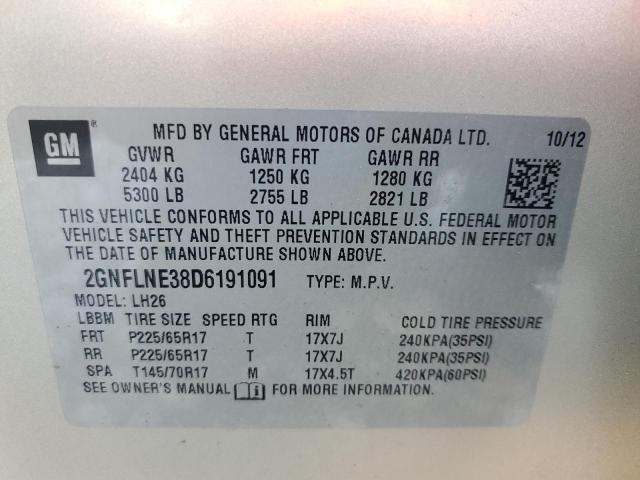 GM ®
MFD BY GENERAL MOTORS OF CANADA LTD. 10/12
GVWR GAWR FRT GAWR RR
2404 KG 1250 KG 1280 KG
5300 LB 2755 LB 2821 LB
THIS VEHICLE CONFORMS TO ALL APPLICABLE U.S. FEDERAL MOTOR
VEHICLE SAFETY AND THEFT PREVENTION STANDARDS IN EFFECT ON
THE DATE OF MANUFACTURE SHOWN ABOVE.
2GNFLNE38D6191091 TYPE: M.P.V.
MODEL: LH26
LBBM TIRE SIZE SPEED RTG RIM COLD TIRE PRESSURE
FRT P225/65R17 T 17X7J 240KPA(35PSI)
RR P225/65R17 T 17X7J 240KPA(35PSI)
SPA T145/70R17 M 17X4.5T 420KPA(60PSI)
SEE OWNER'S MANUAL FOR MORE INFORMATION.